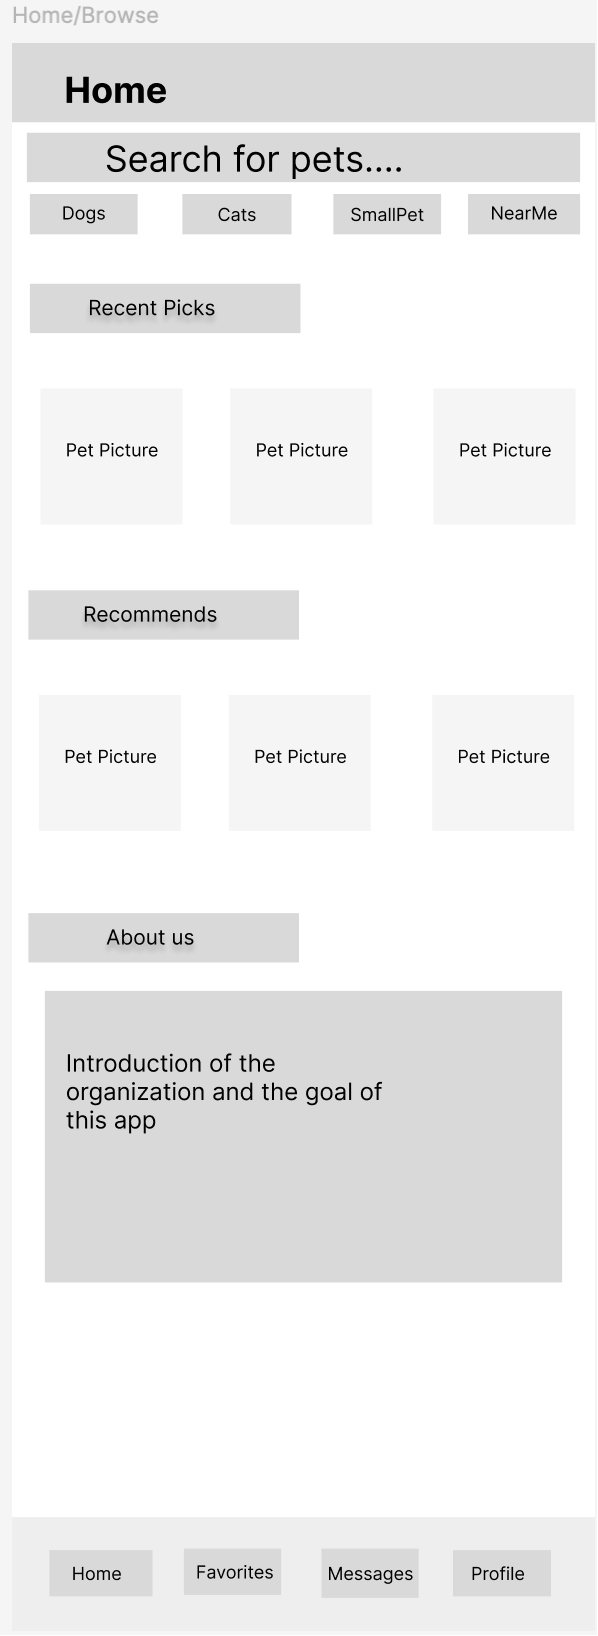 Home/Browse
Home
Search for pets....
Dogs Cats SmallPet NearMe
Recent Picks
Pet Picture Pet Picture Pet Picture
Recommends
Pet Picture Pet Picture Pet Picture
About us
Introduction of the
organization and the goal of
this app
Home Favorites Messages Profile